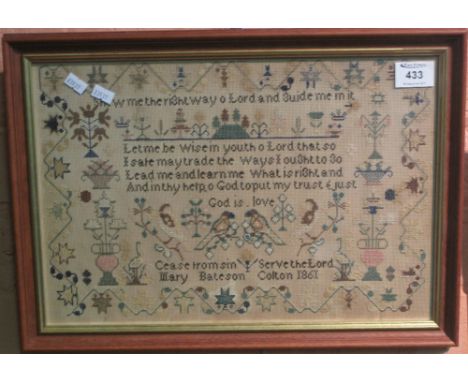 433
me the right way o Lord and Guide me in it
Let me be Wise in youth o Lord that so
I safe may trade the Ways I ought to Go
Lead me and learn me What is right and
And in thy help o God to put my trust & just
God is love
Cease from sin Serve the Lord
Mary Bateson Colton 1861